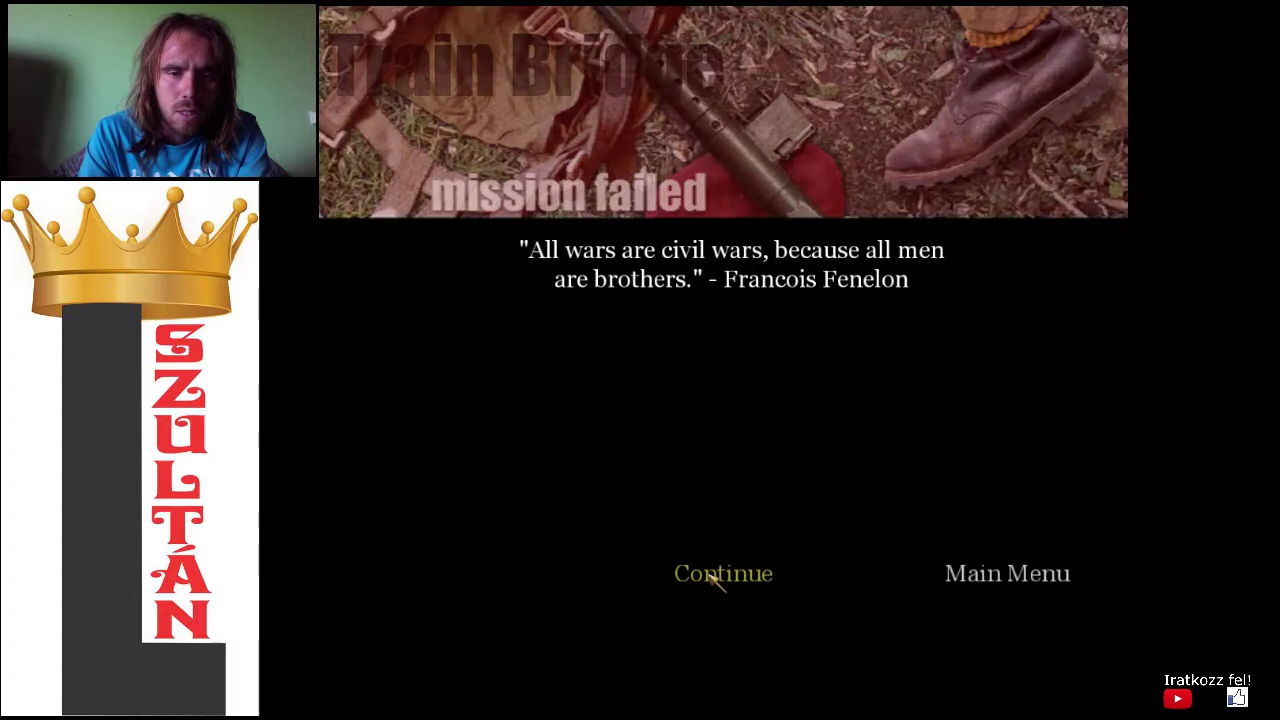 Train Bridge
mission failed
"All wars are civil wars, because all men
are brothers." - Francois Fenelon
Continue
Main Menu
L
SZULTÁN
Iratkozz fel!